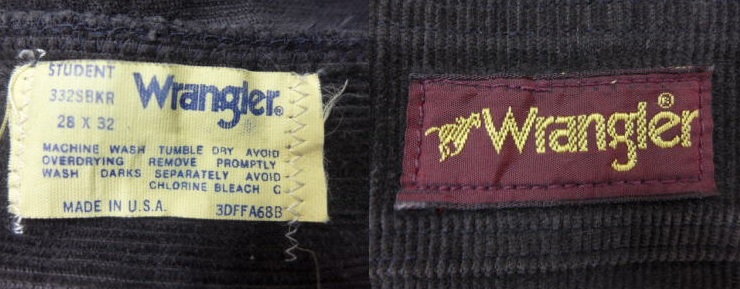 STUDENT
332SBKR
28 X 32
Wrangler®
MACHINE WASH TUMBLE DRY AVOID
OVERDRYING REMOVE PROMPTLY
WASH DARKS SEPARATELY AVOID
CHLORINE BLEACH C
MADE IN U.S.A. 3DFFA68B
Wrangler®